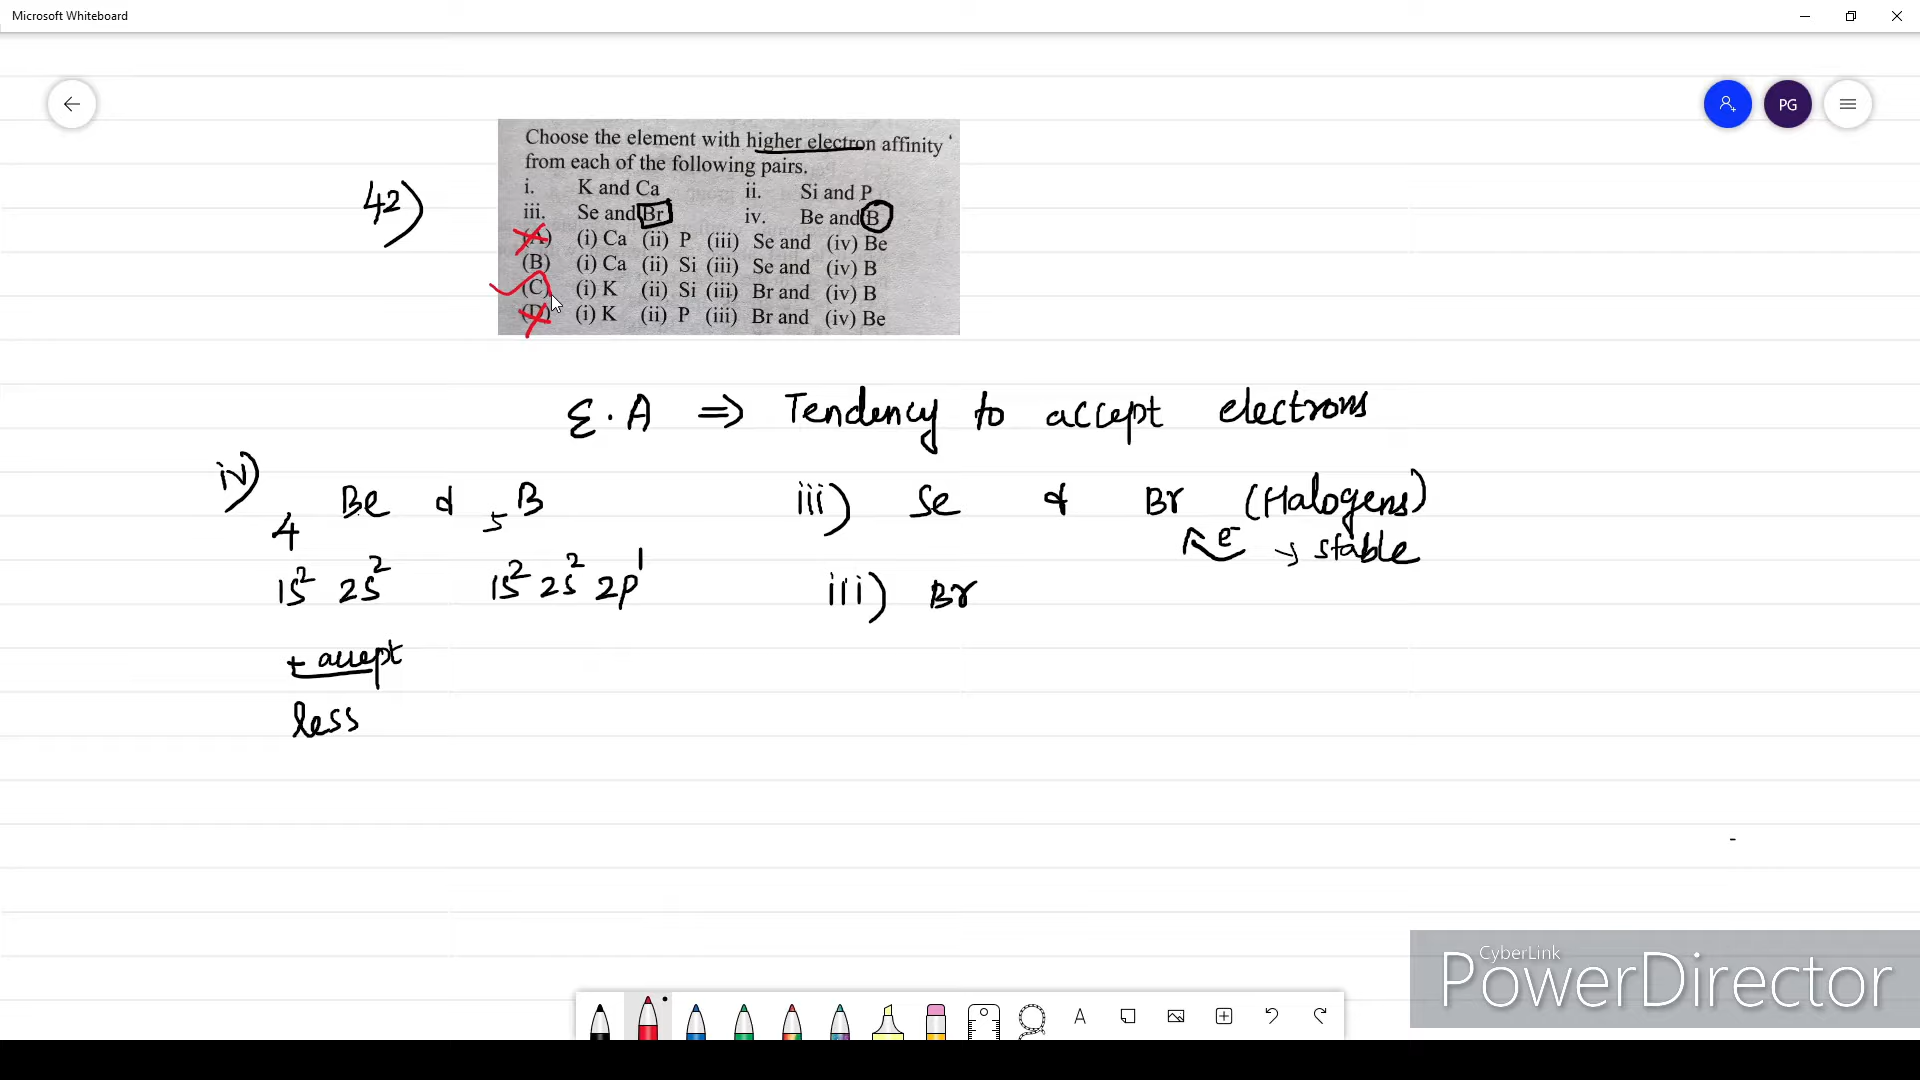 Microsoft Whiteboard
PG
42)
Choose the element with higher electron affinity
from each of the following pairs.
i. K and Ca ii. Si and P
iii. Se and Br iv. Be and B
(A) (i) Ca (ii) P (iii) Se and (iv) Be
(B) (i) Ca (ii) Si (iii) Se and (iv) B
(C) (i) K (ii) Si (iii) Br and (iv) B
(D) (i) K (ii) P (iii) Br and (iv) Be
E.A ⇒ Tendency to accept electrons
iv) 4 Be & 5 B
1s² 2s² 1s² 2s² 2p¹
+ accept
less
iii) Se & Br (Halogens)
e⁻ → stable
iii) Br
A
CyberLink
PowerDirector